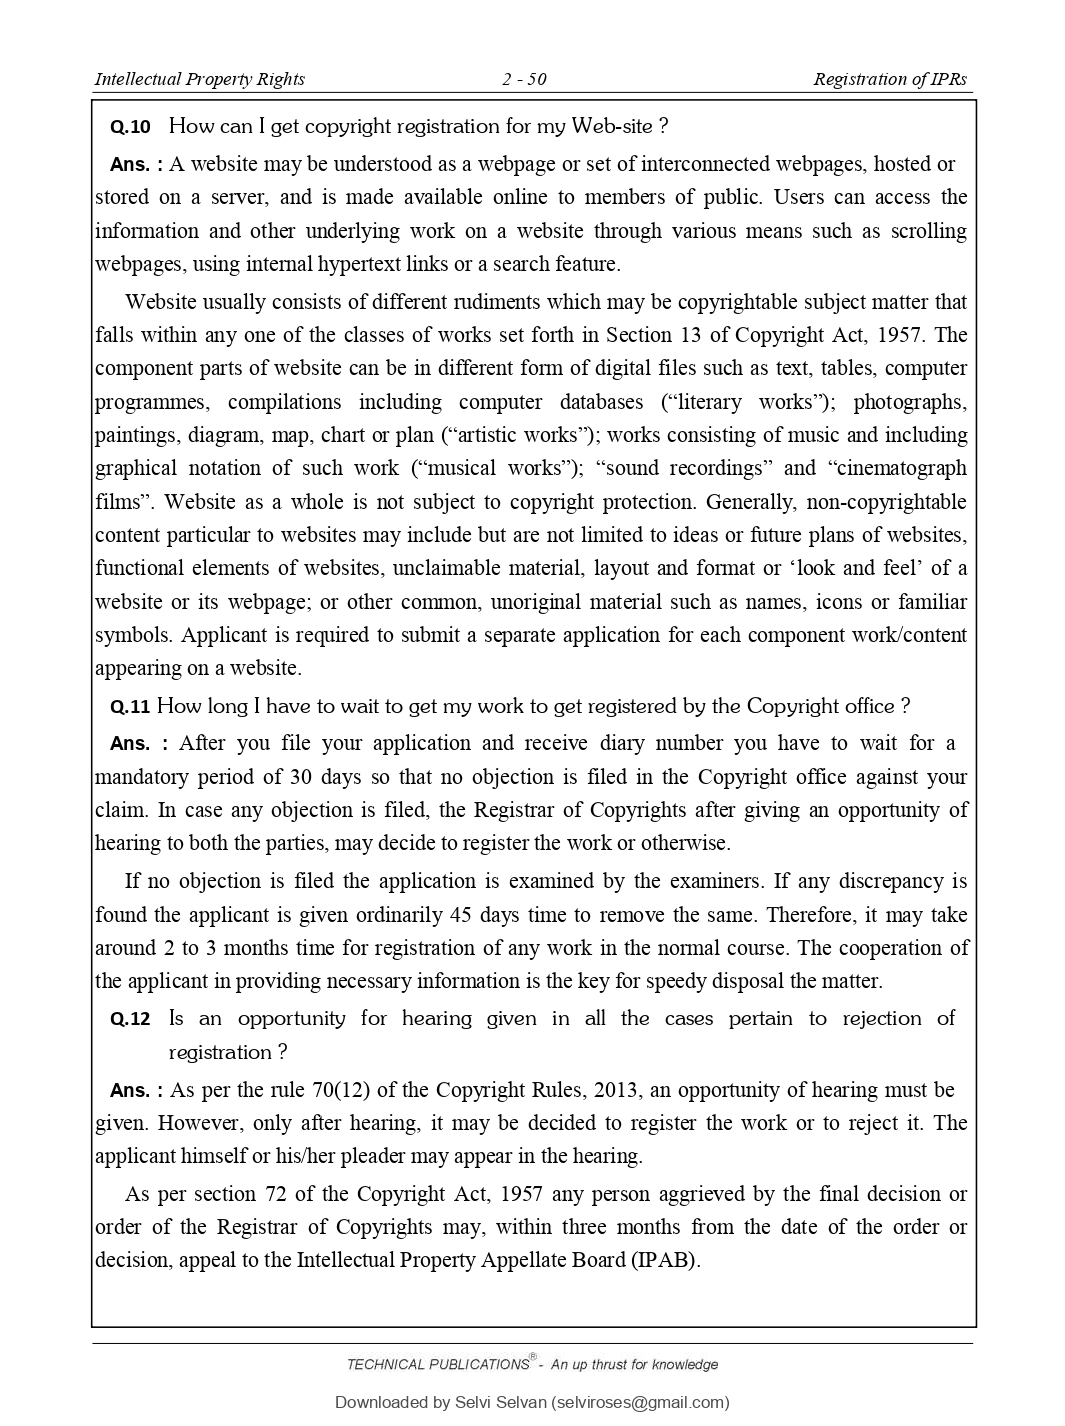 Intellectual Property Rights 2 - 50 Registration of IPRs
Q.10 How can I get copyright registration for my Web-site ?
Ans. : A website may be understood as a webpage or set of interconnected webpages, hosted or
stored on a server, and is made available online to members of public. Users can access the
information and other underlying work on a website through various means such as scrolling
webpages, using internal hypertext links or a search feature.
Website usually consists of different rudiments which may be copyrightable subject matter that
falls within any one of the classes of works set forth in Section 13 of Copyright Act, 1957. The
component parts of website can be in different form of digital files such as text, tables, computer
programmes, compilations including computer databases (“literary works”); photographs,
paintings, diagram, map, chart or plan (“artistic works”); works consisting of music and including
graphical notation of such work (“musical works”); “sound recordings” and “cinematograph
films”. Website as a whole is not subject to copyright protection. Generally, non-copyrightable
content particular to websites may include but are not limited to ideas or future plans of websites,
functional elements of websites, unclaimable material, layout and format or ‘look and feel’ of a
website or its webpage; or other common, unoriginal material such as names, icons or familiar
symbols. Applicant is required to submit a separate application for each component work/content
appearing on a website.
Q.11 How long I have to wait to get my work to get registered by the Copyright office ?
Ans. : After you file your application and receive diary number you have to wait for a
mandatory period of 30 days so that no objection is filed in the Copyright office against your
claim. In case any objection is filed, the Registrar of Copyrights after giving an opportunity of
hearing to both the parties, may decide to register the work or otherwise.
If no objection is filed the application is examined by the examiners. If any discrepancy is
found the applicant is given ordinarily 45 days time to remove the same. Therefore, it may take
around 2 to 3 months time for registration of any work in the normal course. The cooperation of
the applicant in providing necessary information is the key for speedy disposal the matter.
Q.12 Is an opportunity for hearing given in all the cases pertain to rejection of
registration ?
Ans. : As per the rule 70(12) of the Copyright Rules, 2013, an opportunity of hearing must be
given. However, only after hearing, it may be decided to register the work or to reject it. The
applicant himself or his/her pleader may appear in the hearing.
As per section 72 of the Copyright Act, 1957 any person aggrieved by the final decision or
order of the Registrar of Copyrights may, within three months from the date of the order or
decision, appeal to the Intellectual Property Appellate Board (IPAB).
TECHNICAL PUBLICATIONS® - An up thrust for knowledge
Downloaded by Selvi Selvan (selviroses@gmail.com)